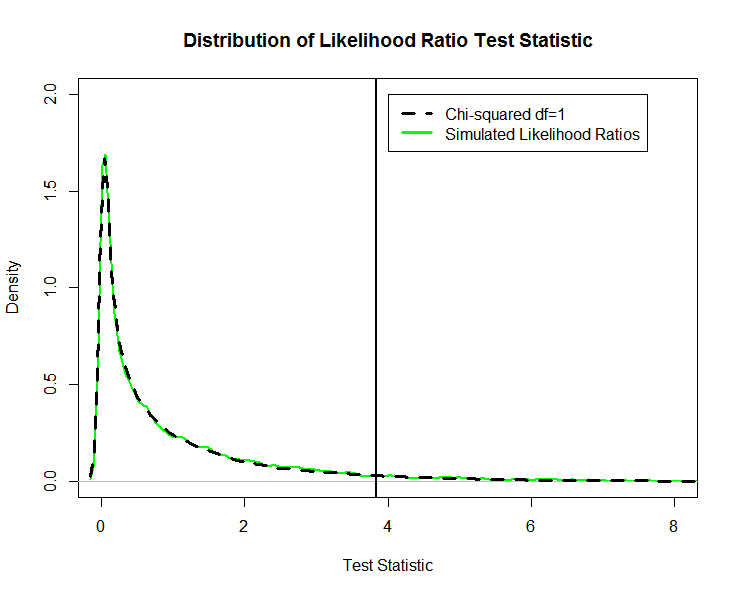 Distribution of Likelihood Ratio Test Statistic
Chi-squared df=1
Simulated Likelihood Ratios
Density
2.0
1.5
1.0
0.5
0.0
0 2 4 6 8
Test Statistic